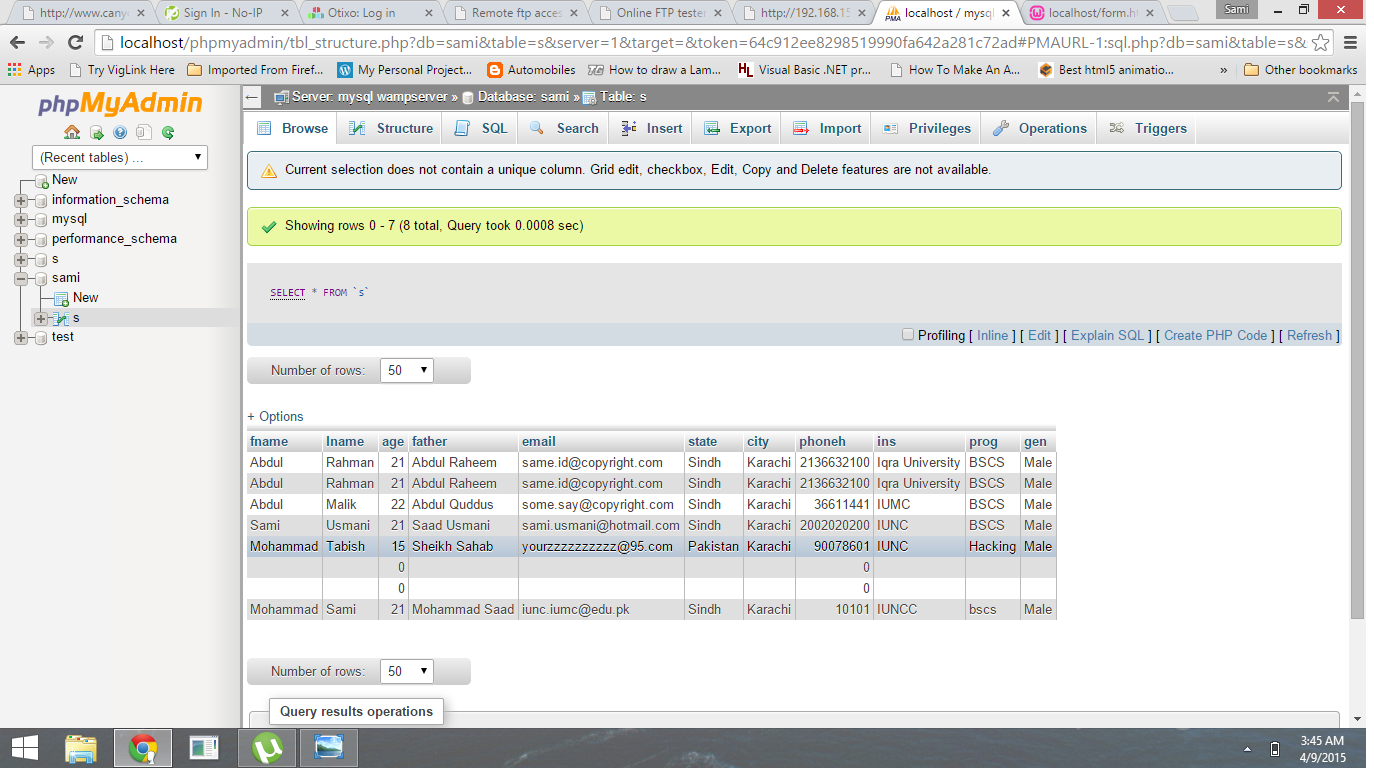 http://www.cany
Sign In - No-IP
Otixo: Log in
Remote ftp acces
Online FTP tester
http://192.168.15
localhost / mysql
localhost/form.ht
Sami
localhost/phpmyadmin/tbl_structure.php?db=sami&table=s&server=1&target=&token=64c912ee8298519990fa642a281c72ad#PMAURL-1:sql.php?db=sami&table=s&
Apps
Try VigLink Here
Imported From Firef...
My Personal Project...
Automobiles
How to draw a Lam...
Visual Basic .NET pr...
How To Make An A...
Best html5 animatio...
»
Other bookmarks
phpMyAdmin
(Recent tables) ...
New
information_schema
mysql
performance_schema
s
sami
New
s
test
Server: mysql wampserver » Database: sami » Table: s
Browse Structure SQL Search Insert Export Import Privileges Operations Triggers
Current selection does not contain a unique column. Grid edit, checkbox, Edit, Copy and Delete features are not available.
Showing rows 0 - 7 (8 total, Query took 0.0008 sec)
SELECT * FROM `s`
Profiling [ Inline ] [ Edit ] [ Explain SQL ] [ Create PHP Code ] [ Refresh ]
Number of rows: 50
+ Options
fname lname age father email state city phoneh ins prog gen
Abdul Rahman 21 Abdul Raheem same.id@copyright.com Sindh Karachi 2136632100 Iqra University BSCS Male
Abdul Rahman 21 Abdul Raheem same.id@copyright.com Sindh Karachi 2136632100 Iqra University BSCS Male
Abdul Malik 22 Abdul Quddus some.say@copyright.com Sindh Karachi 36611441 IUMC BSCS Male
Sami Usmani 21 Saad Usmani sami.usmani@hotmail.com Sindh Karachi 2002020200 IUNC BSCS Male
Mohammad Tabish 15 Sheikh Sahab yourzzzzzzzzzz@95.com Pakistan Karachi 90078601 IUNC Hacking Male
0 0
0 0
Mohammad Sami 21 Mohammad Saad iunc.iumc@edu.pk Sindh Karachi 10101 IUNCC bscs Male
Number of rows: 50
Query results operations
3:45 AM
4/9/2015